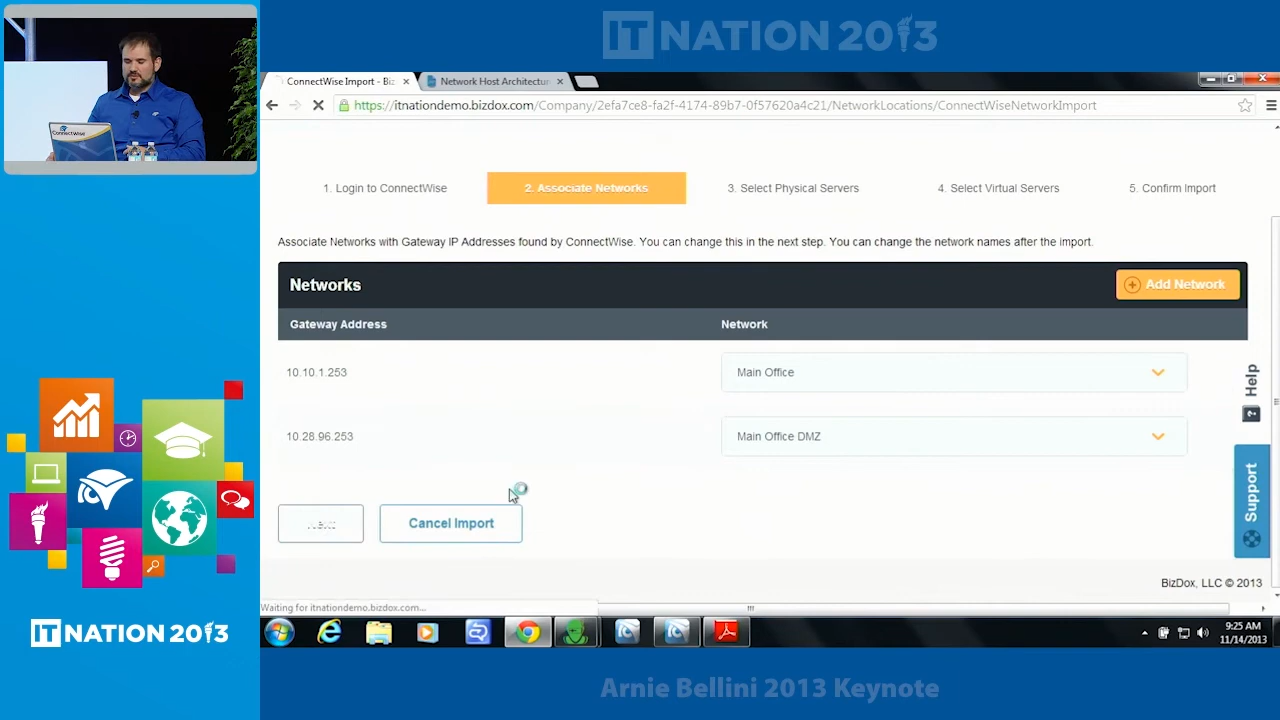 IT NATION 2013
ConnectWise
ConnectWise Import - Biz
Network Host Architectur
https://itnationdemo.bizdox.com/Company/2efa7ce8-fa2f-4174-89b7-0f57620a4c21/NetworkLocations/ConnectWiseNetworkImport
1. Login to ConnectWise
2. Associate Networks
3. Select Physical Servers
4. Select Virtual Servers
5. Confirm Import
Associate Networks with Gateway IP Addresses found by ConnectWise. You can change this in the next step. You can change the network names after the import.
Networks
Add Network
Gateway Address
Network
10.10.1.253
Main Office
10.28.96.253
Main Office DMZ
Next
Cancel Import
Help
Support
BizDox, LLC © 2013
Waiting for itnationdemo.bizdox.com...
9:25 AM
11/14/2013
IT NATION 2013
Arnie Bellini 2013 Keynote